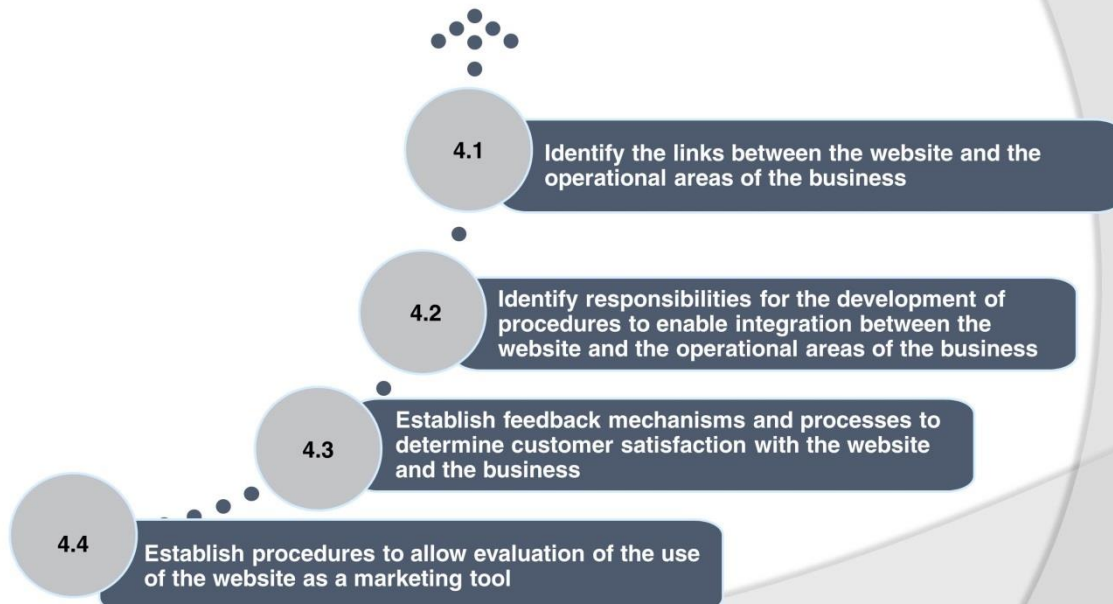 4.1
Identify the links between the website and the
operational areas of the business
4.2
Identify responsibilities for the development of
procedures to enable integration between the
website and the operational areas of the business
4.3
Establish feedback mechanisms and processes to
determine customer satisfaction with the website
and the business
4.4
Establish procedures to allow evaluation of the use
of the website as a marketing tool